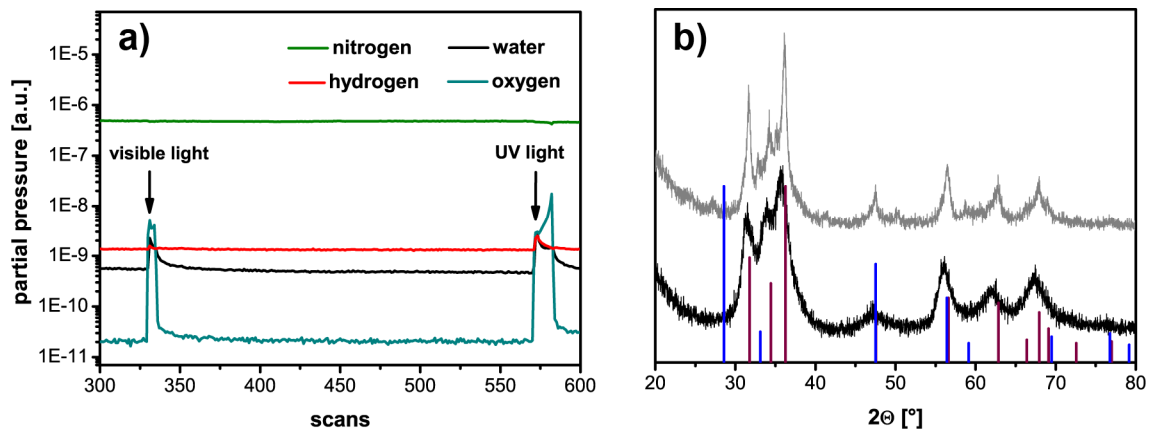 a)
nitrogen
water
hydrogen
oxygen
visible light
UV light
partial pressure [a.u.]
1E-5
1E-6
1E-7
1E-8
1E-9
1E-10
1E-11
300 350 400 450 500 550 600
scans
b)
20 30 40 50 60 70 80
2Θ [°]